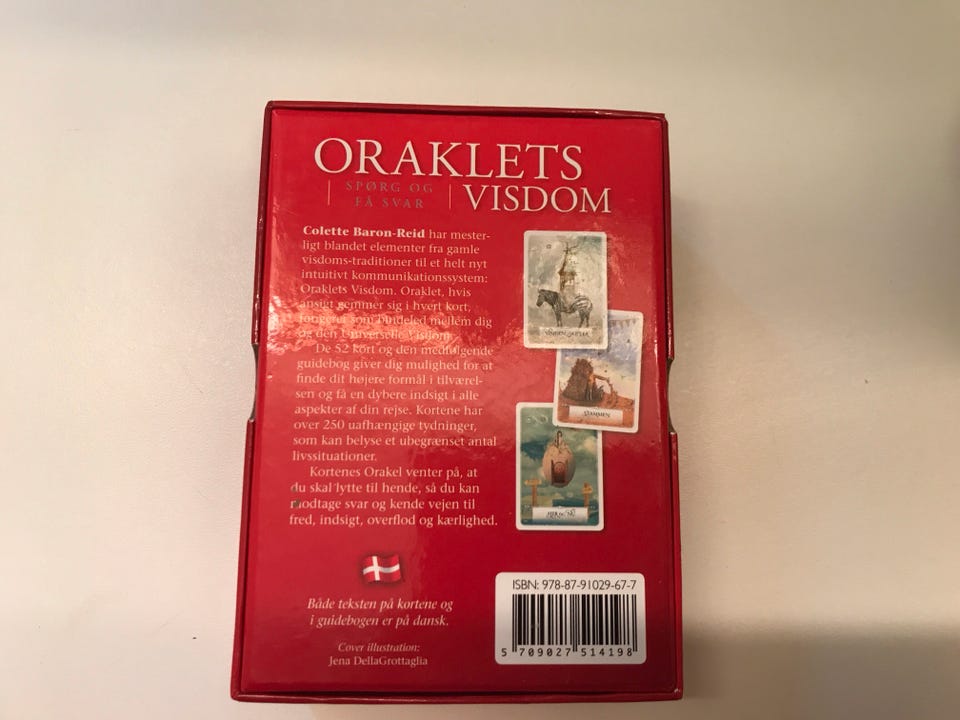 ORAKLETS
SPØRG OG
FÅ SVAR
VISDOM
Colette Baron-Reid har mester-
ligt blandet elementer fra gamle
visdoms-traditioner til et helt nyt
intuitivt kommunikationssystem:
Oraklets Visdom. Oraklet, hvis
ansigt gemmer sig i hvert kort,
fungerer som bindeled mellem dig
og den Universelle Visdom.
De 52 kort og den medfølgende
guidebog giver dig mulighed for at
finde dit højere formål i tilværel-
sen og få en dybere indsigt i alle
aspekter af din rejse. Kortene har
over 250 uafhængige tydninger,
som kan belyse et ubegrænset antal
livssituationer.
Kortenes Orakel venter på, at
du skal lytte til hende, så du kan
modtage svar og kende vejen til
fred, indsigt, overflod og kærlighed.
STAMMEN
HER OG NU
Både teksten på kortene og
i guidebogen er på dansk.
Cover illustration:
Jena DellaGrottaglia
ISBN: 978-87-91029-67-7
5 709027 514198